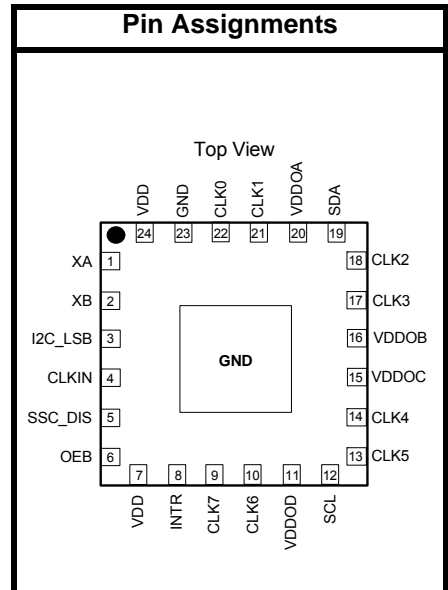 Pin Assignments
Top View
VDD
GND
CLK0
CLK1
VDDOA
SDA
24
23
22
21
20
19
XA 1
XB 2
I2C_LSB 3
CLKIN 4
SSC_DIS 5
OEB 6
GND
18 CLK2
17 CLK3
16 VDDOB
15 VDDOC
14 CLK4
13 CLK5
7
8
9
10
11
12
VDD
INTR
CLK7
CLK6
VDDOD
SCL